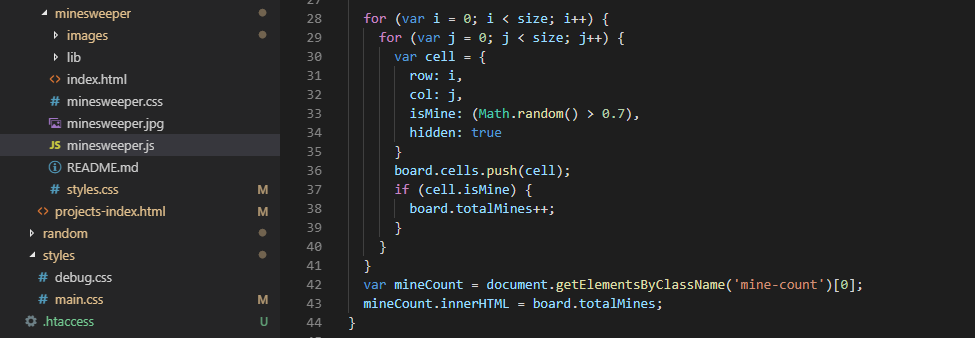 minesweeper
images
lib
index.html
minesweeper.css
minesweeper.jpg
JS minesweeper.js
README.md
styles.css M
projects-index.html M
random
styles
debug.css
main.css M
.htaccess U
28 for (var i = 0; i < size; i++) {
29 for (var j = 0; j < size; j++) {
30 var cell = {
31 row: i,
32 col: j,
33 isMine: (Math.random() > 0.7),
34 hidden: true
35 }
36 board.cells.push(cell);
37 if (cell.isMine) {
38 board.totalMines++;
39 }
40 }
41 }
42 var mineCount = document.getElementsByClassName('mine-count')[0];
43 mineCount.innerHTML = board.totalMines;
44 }